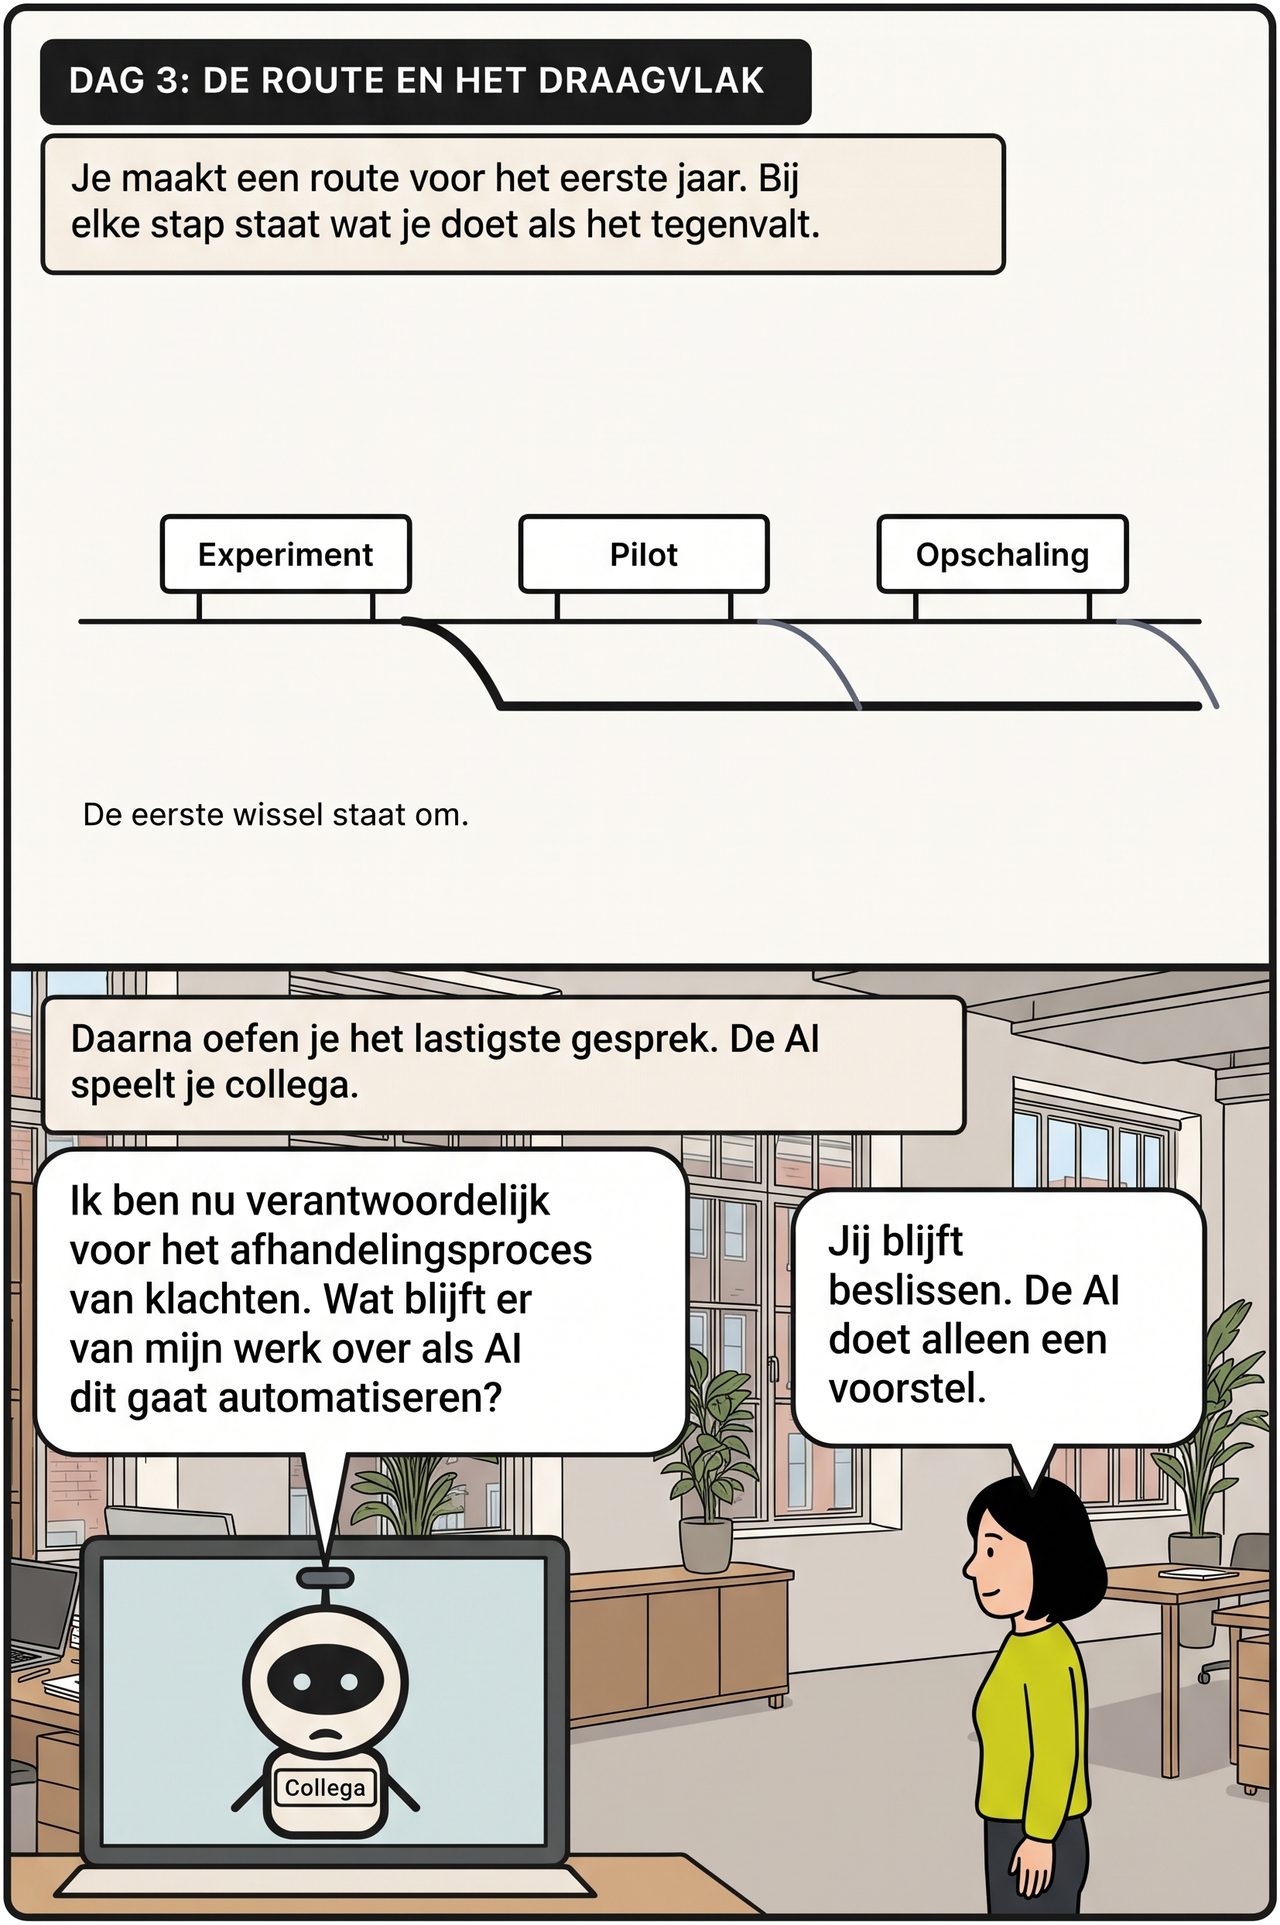 DAG 3: DE ROUTE EN HET DRAAGVLAK
Je maakt een route voor het eerste jaar. Bij
elke stap staat wat je doet als het tegenvalt.
Experiment
Pilot
Opschaling
De eerste wissel staat om.
Daarna oefen je het lastigste gesprek. De AI
speelt je collega.
Ik ben nu verantwoordelijk
voor het afhandelingsproces
van klachten. Wat blijft er
van mijn werk over als AI
dit gaat automatiseren?
Jij blijft
beslissen. De AI
doet alleen een
voorstel.
Collega